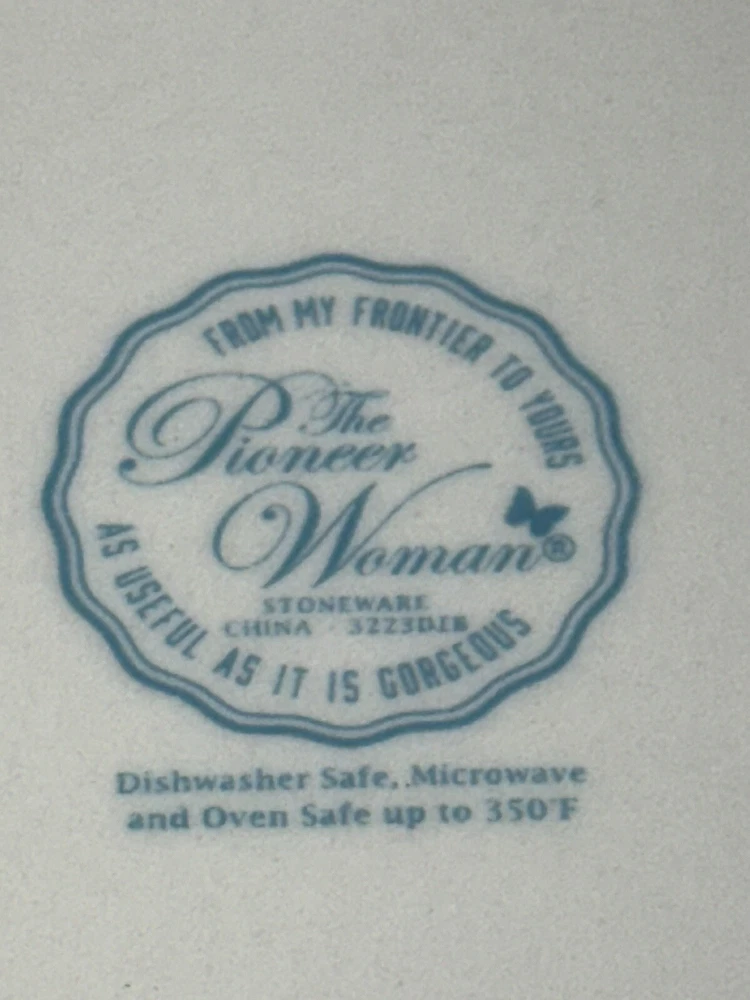 FROM MY FRONTIER TO YOURS
The
Pioneer
Woman®
STONEWARE
CHINA
AS USEFUL AS IT IS GORGEOUS
Dishwasher Safe, Microwave
and Oven Safe up to 350°F